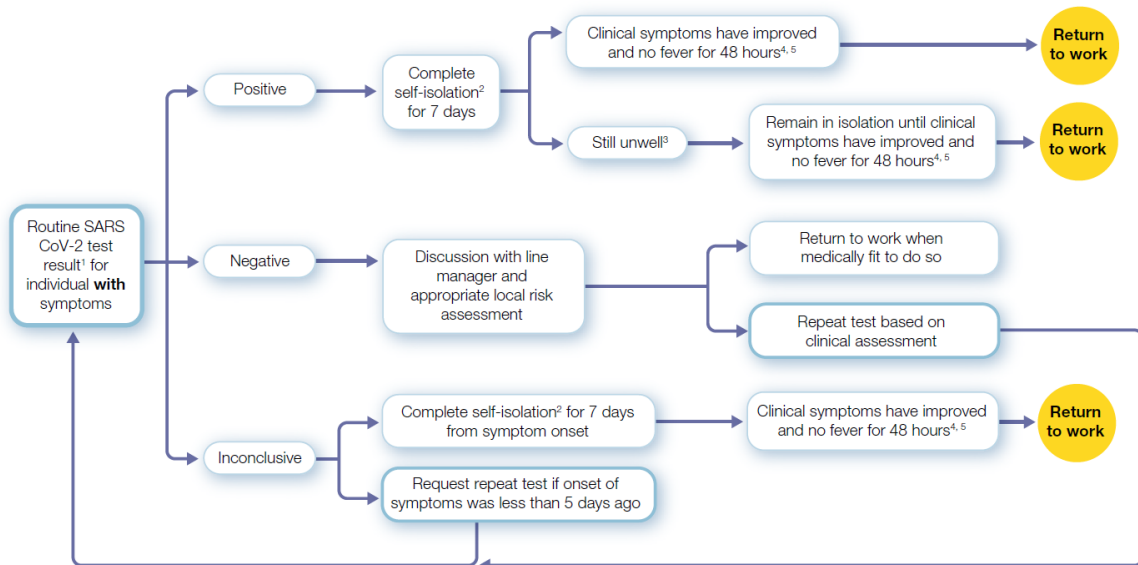 Routine SARS
CoV-2 test
result¹ for
individual with
symptoms
Positive
Complete
self-isolation²
for 7 days
Clinical symptoms have improved
and no fever for 48 hours⁴, ⁵
Return
to work
Still unwell³
Remain in isolation until clinical
symptoms have improved and
no fever for 48 hours⁴, ⁵
Return
to work
Negative
Discussion with line
manager and
appropriate local risk
assessment
Return to work when
medically fit to do so
Repeat test based on
clinical assessment
Inconclusive
Complete self-isolation² for 7 days
from symptom onset
Clinical symptoms have improved
and no fever for 48 hours⁴, ⁵
Return
to work
Request repeat test if onset of
symptoms was less than 5 days ago